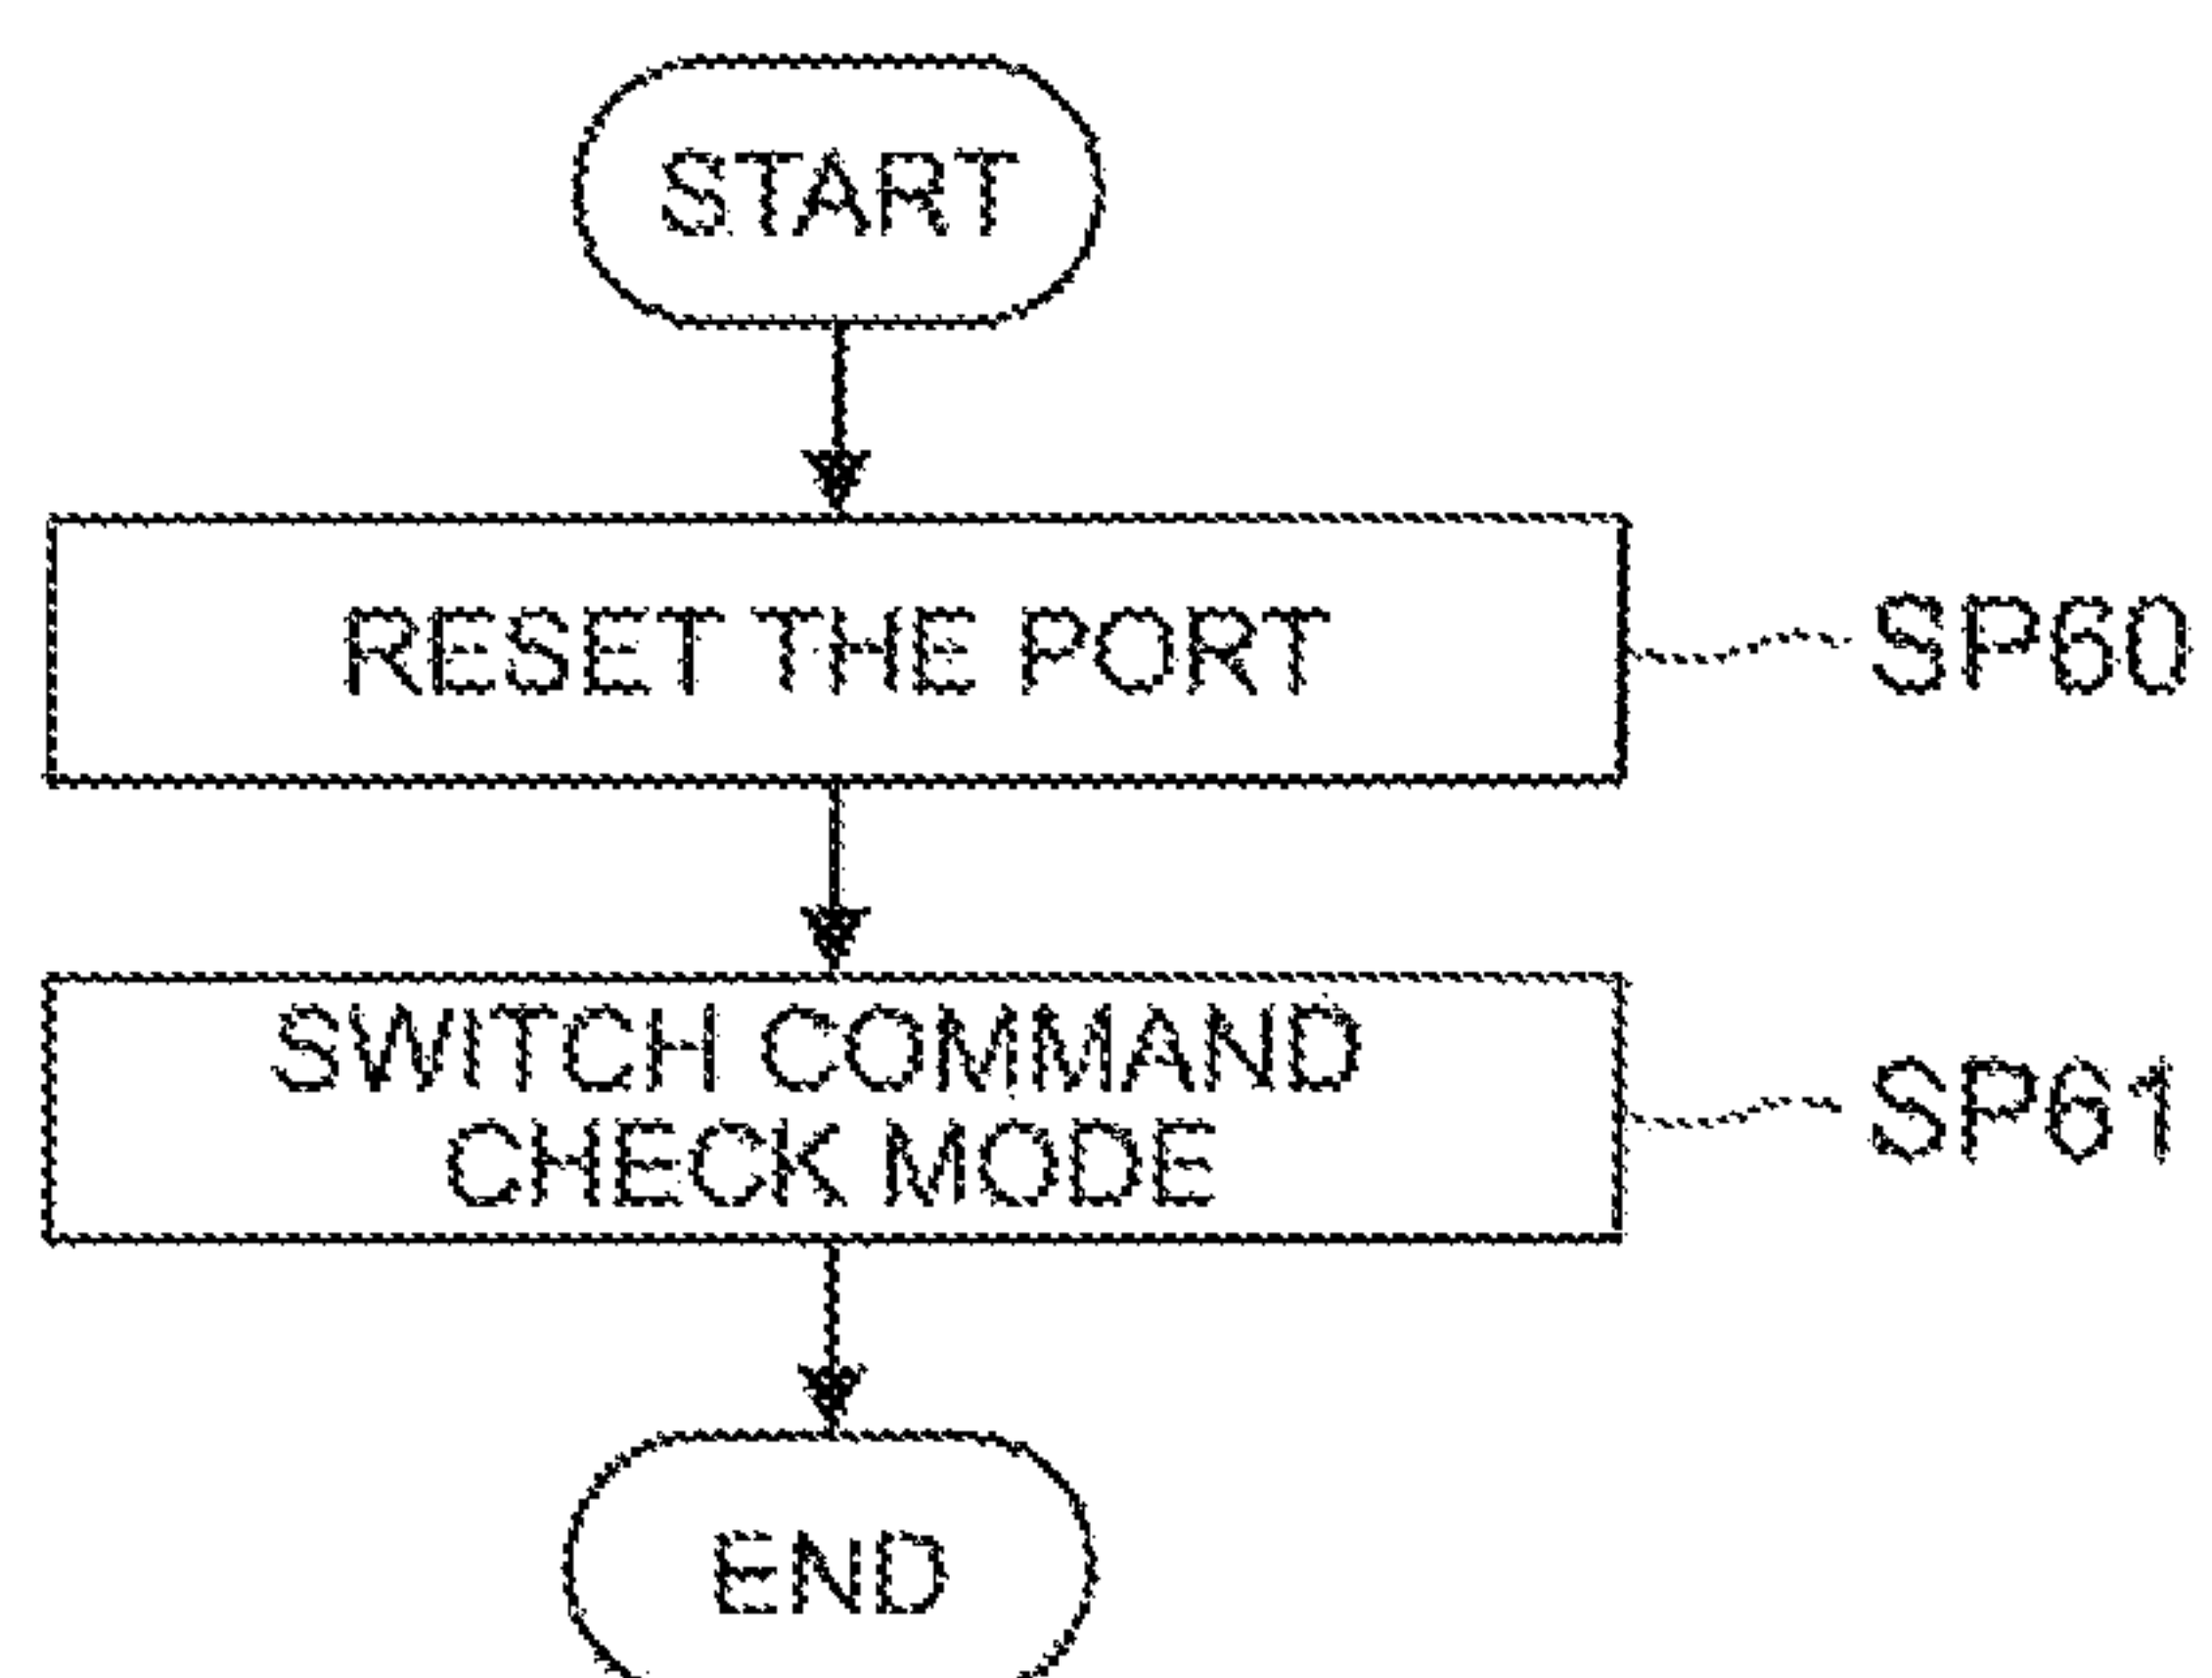 START
RESET THE PORT
SP60
SWITCH COMMAND
CHECK MODE
SP61
END